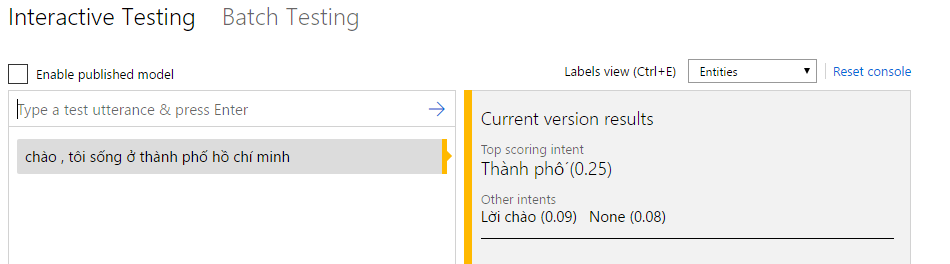 Interactive Testing Batch Testing
Enable published model
Labels view (Ctrl+E) Entities Reset console
Type a test utterance & press Enter
chào , tôi sống ở thành phố hồ chí minh
Current version results
Top scoring intent
Thành phố (0.25)
Other intents
Lời chào (0.09) None (0.08)